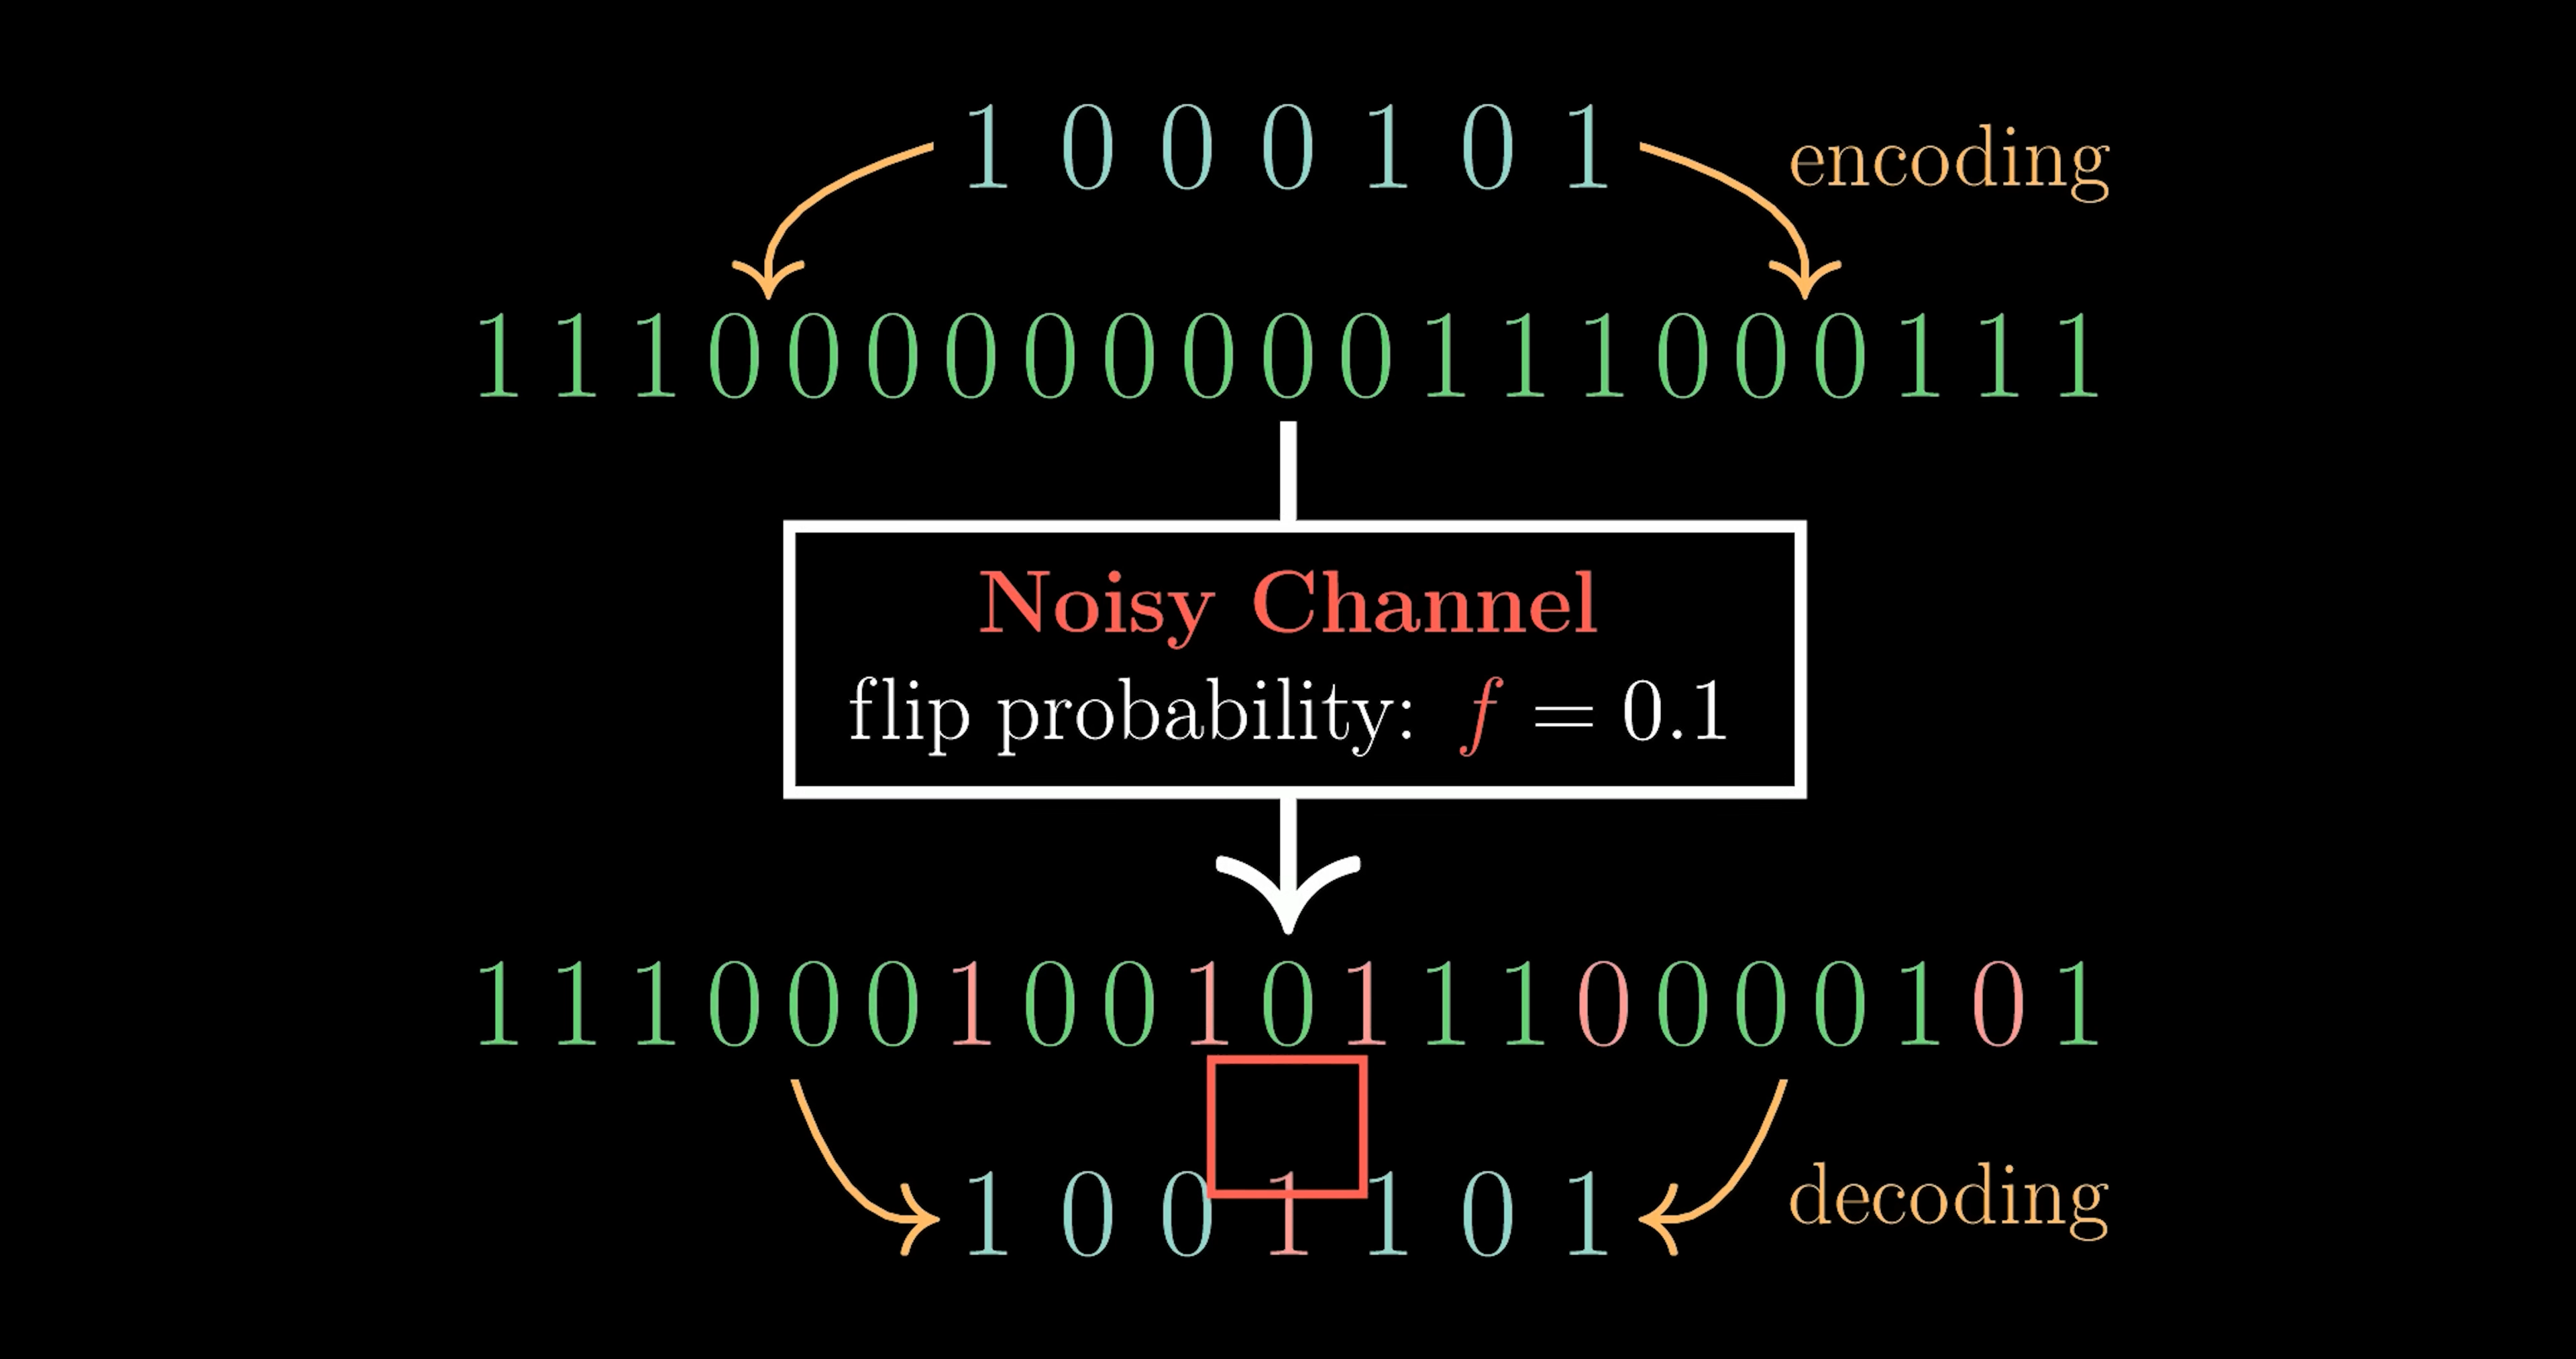 1 0 0 0 1 0 1
encoding
1 1 1 0 0 0 0 0 0 0 0 0 1 1 1 0 0 0 1 1 1
Noisy Channel
flip probability: f = 0.1
1 1 1 0 0 0 1 0 0 1 0 1 1 1 0 0 0 0 1 0 1
1 0 0 1 1 0 1
decoding